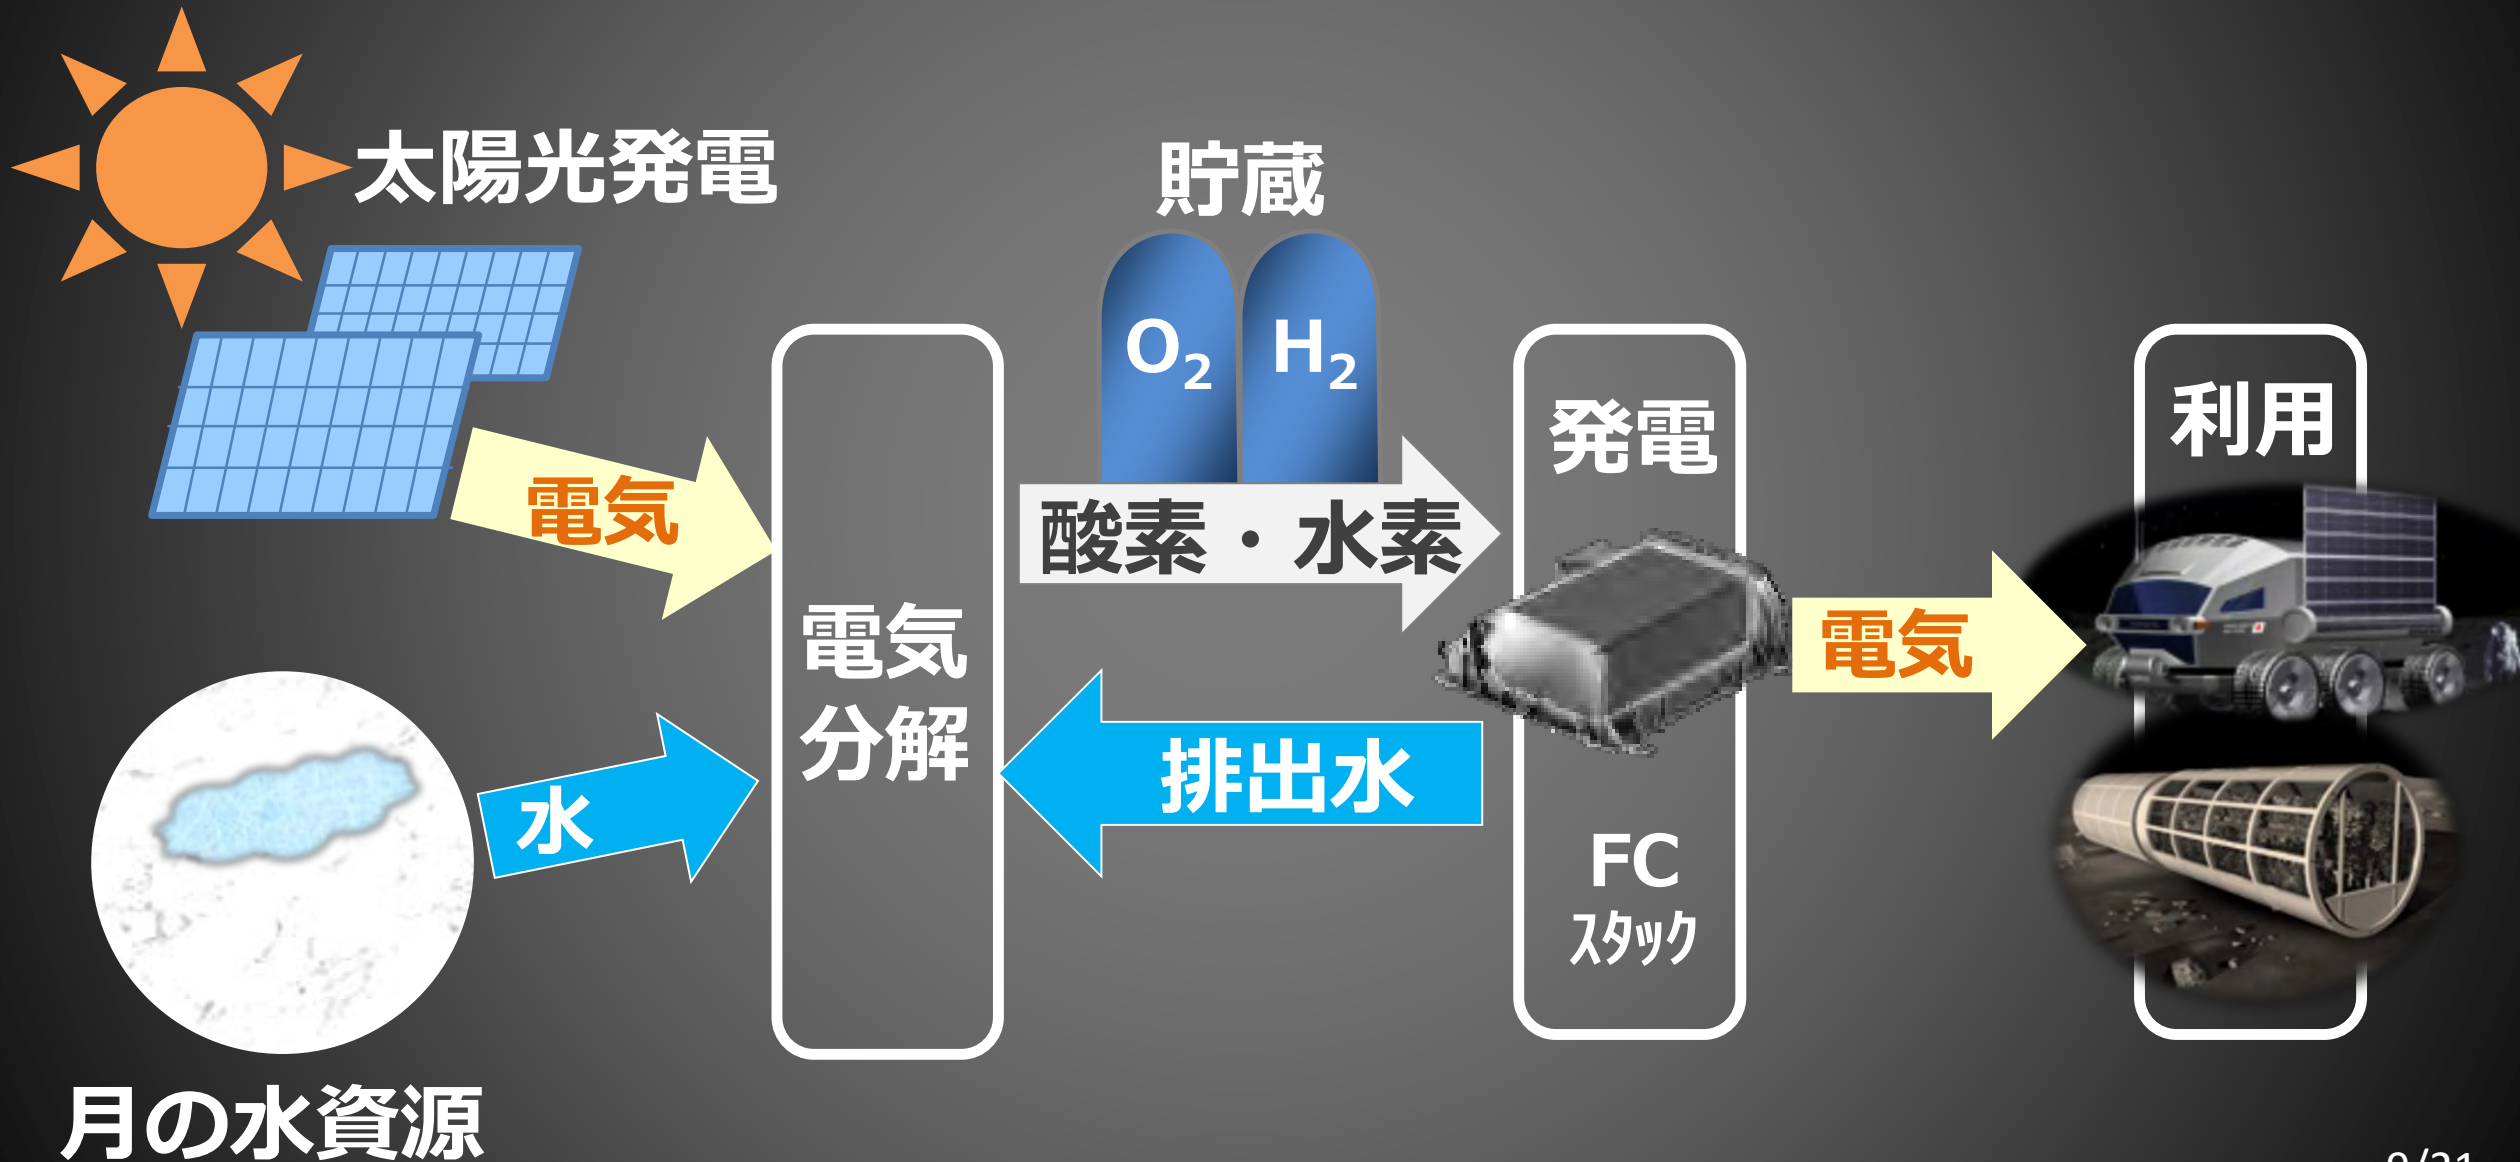 太陽光発電
電気
水
月の水資源
電気
分解
貯蔵
O₂
H₂
酸素・水素
排出水
発電
FC
ｽﾀｯｸ
電気
利用
9/21